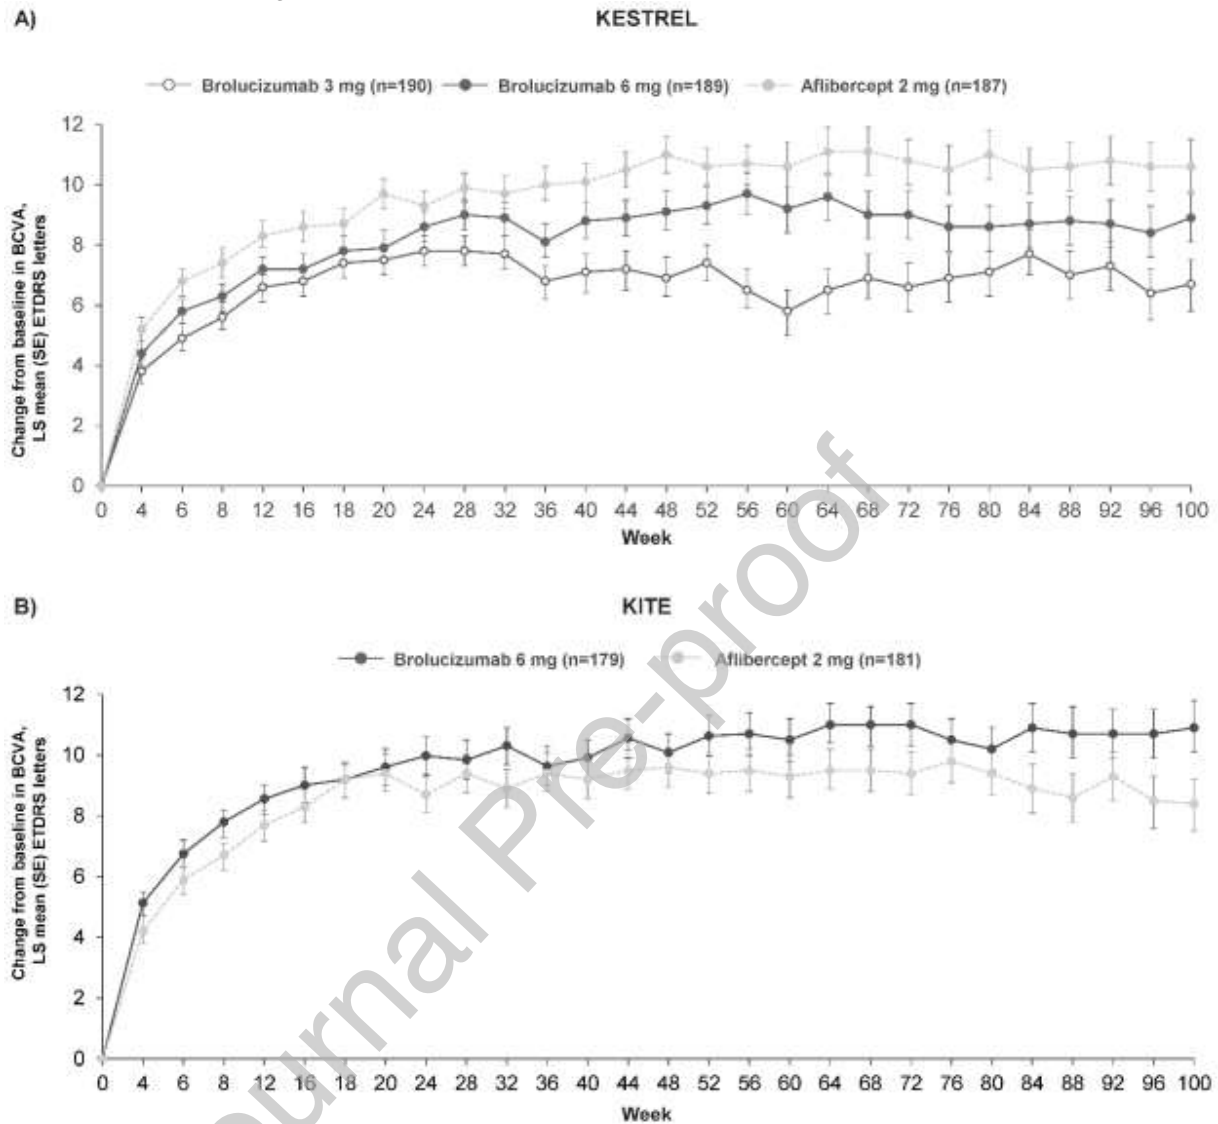 A)
KESTREL
Brolucizumab 3 mg (n=190) Brolucizumab 6 mg (n=189) Aflibercept 2 mg (n=187)
Change from baseline in BCVA,
LS mean (SE) ETDRS letters
12
10
8
6
4
2
0
0 4 6 8 12 16 18 20 24 28 32 36 40 44 48 52 56 60 64 68 72 76 80 84 88 92 96 100
Week
B)
KITE
Brolucizumab 6 mg (n=179) Aflibercept 2 mg (n=181)
Change from baseline in BCVA,
LS mean (SE) ETDRS letters
12
10
8
6
4
2
0
0 4 6 8 12 16 18 20 24 28 32 36 40 44 48 52 56 60 64 68 72 76 80 84 88 92 96 100
Week
urnal Pre-proof